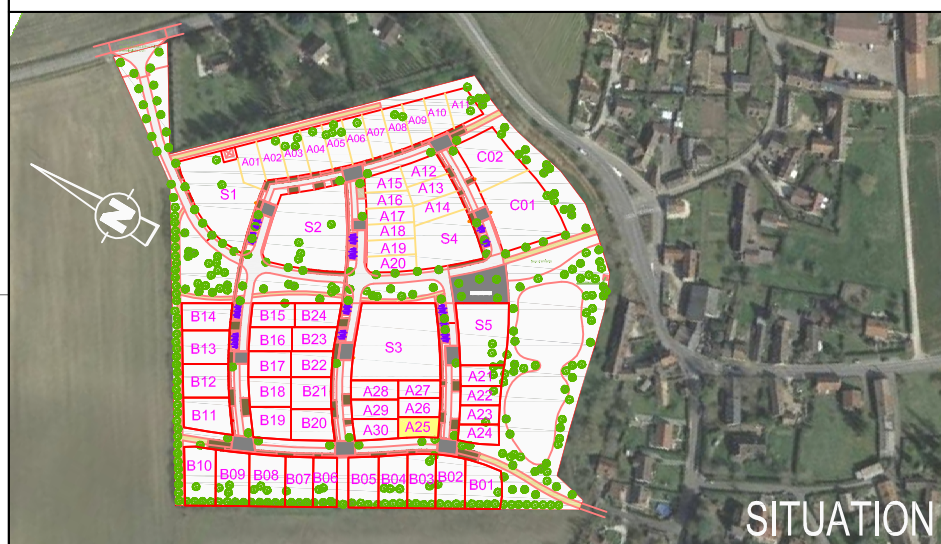 A11
A10
A09
A08
A07
A06
A05
A04
A03
A02
A01
C02
S1
A12
A15
A13
A16
A14
C01
A17
S2
A18
S4
A19
A20
N
B14
B15
B24
S5
B16
B23
B13
S3
B17
B22
A21
B12
B18
B21
A28
A27
A22
A29
A26
B11
B19
B20
A23
A30
A25
A24
B10
B09
B08
B07
B06
B05
B04
B03
B02
B01
SITUATION